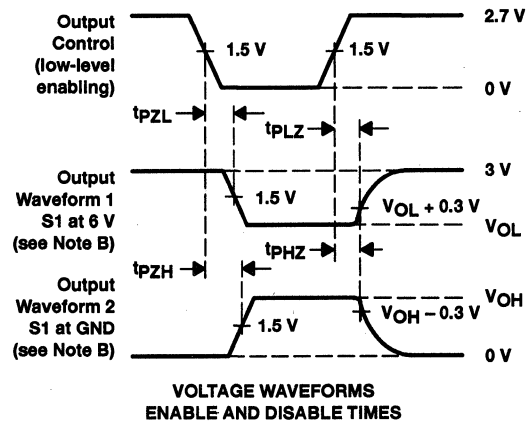 Output
Control
(low-level
enabling)
1.5 V
1.5 V
2.7 V
0 V
tPZL
tPLZ
Output
Waveform 1
S1 at 6 V
(see Note B)
1.5 V
3 V
VOL + 0.3 V
VOL
tPZH
tPHZ
Output
Waveform 2
S1 at GND
(see Note B)
1.5 V
VOH
VOH − 0.3 V
0 V
VOLTAGE WAVEFORMS
ENABLE AND DISABLE TIMES